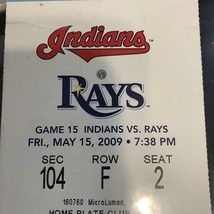 Indians
VS
RAYS
GAME 15 INDIANS VS. RAYS
FRI, MAY 15, 2009 • 7:38 PM
SEC ROW SEAT
104 F 2
160760 MicroLumen,
HOME PLATE CLUB